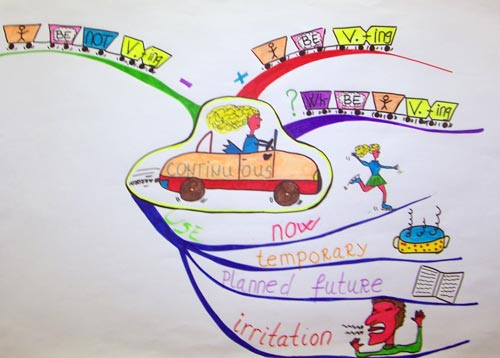 BE NOT V.+ing
BE V.+ing
- +
? Wh BE V.+ing
CONTINUOUS
USE
now
temporary
Planned future
irritation